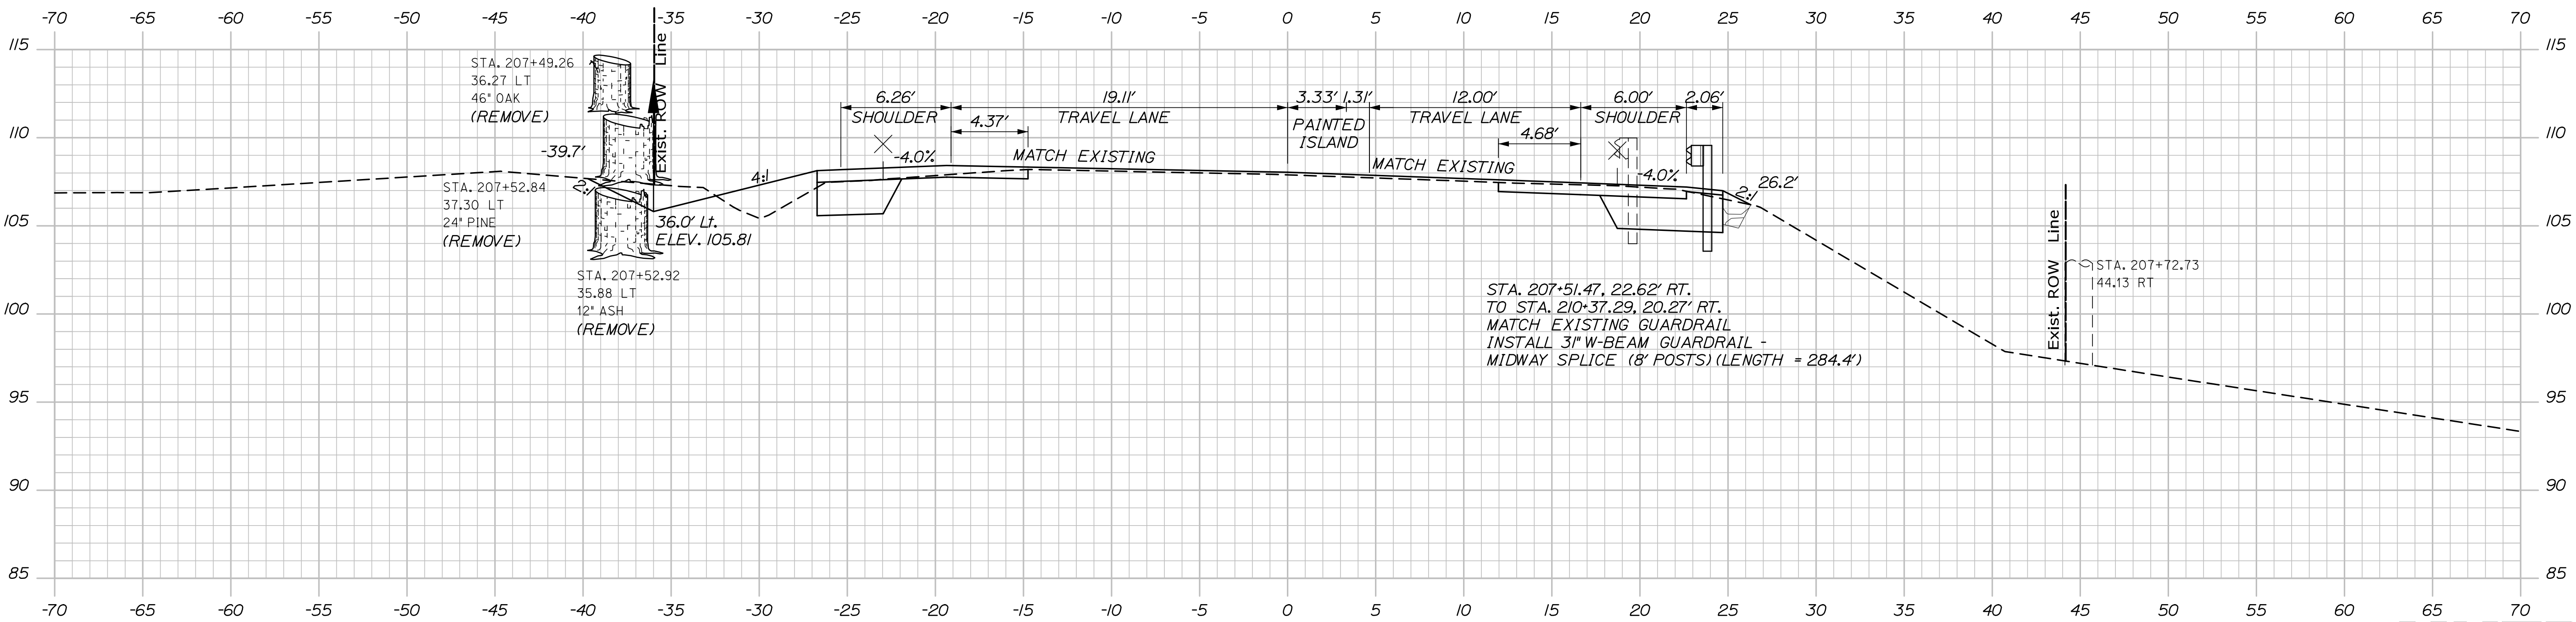 -70 -65 -60 -55 -50 -45 -40 -35 -30 -25 -20 -15 -10 -5 0 5 10 15 20 25 30 35 40 45 50 55 60 65 70
115 115
STA. 207+49.26
36.27 LT
46" OAK
(REMOVE)
Exist. ROW Line
6.26' 19.11' 3.33' 1.31' 12.00' 6.00' 2.06'
SHOULDER TRAVEL LANE PAINTED TRAVEL LANE SHOULDER
ISLAND
4.37' 4.68'
110 110
-39.7'
-4.0% MATCH EXISTING MATCH EXISTING -4.0%
4:1
2:1
2:1 26.2'
STA. 207+52.84
37.30 LT
24" PINE
(REMOVE)
105 105
36.0' Lt.
ELEV. 105.81
STA. 207+52.92
35.88 LT
12" ASH
(REMOVE)
Exist. ROW Line
STA. 207+72.73
44.13 RT
STA. 207+51.47, 22.62' RT.
TO STA. 210+37.29, 20.27' RT.
MATCH EXISTING GUARDRAIL
INSTALL 31" W-BEAM GUARDRAIL -
MIDWAY SPLICE (8' POSTS) (LENGTH = 284.4')
100 100
95 95
90 90
85 85
-70 -65 -60 -55 -50 -45 -40 -35 -30 -25 -20 -15 -10 -5 0 5 10 15 20 25 30 35 40 45 50 55 60 65 70